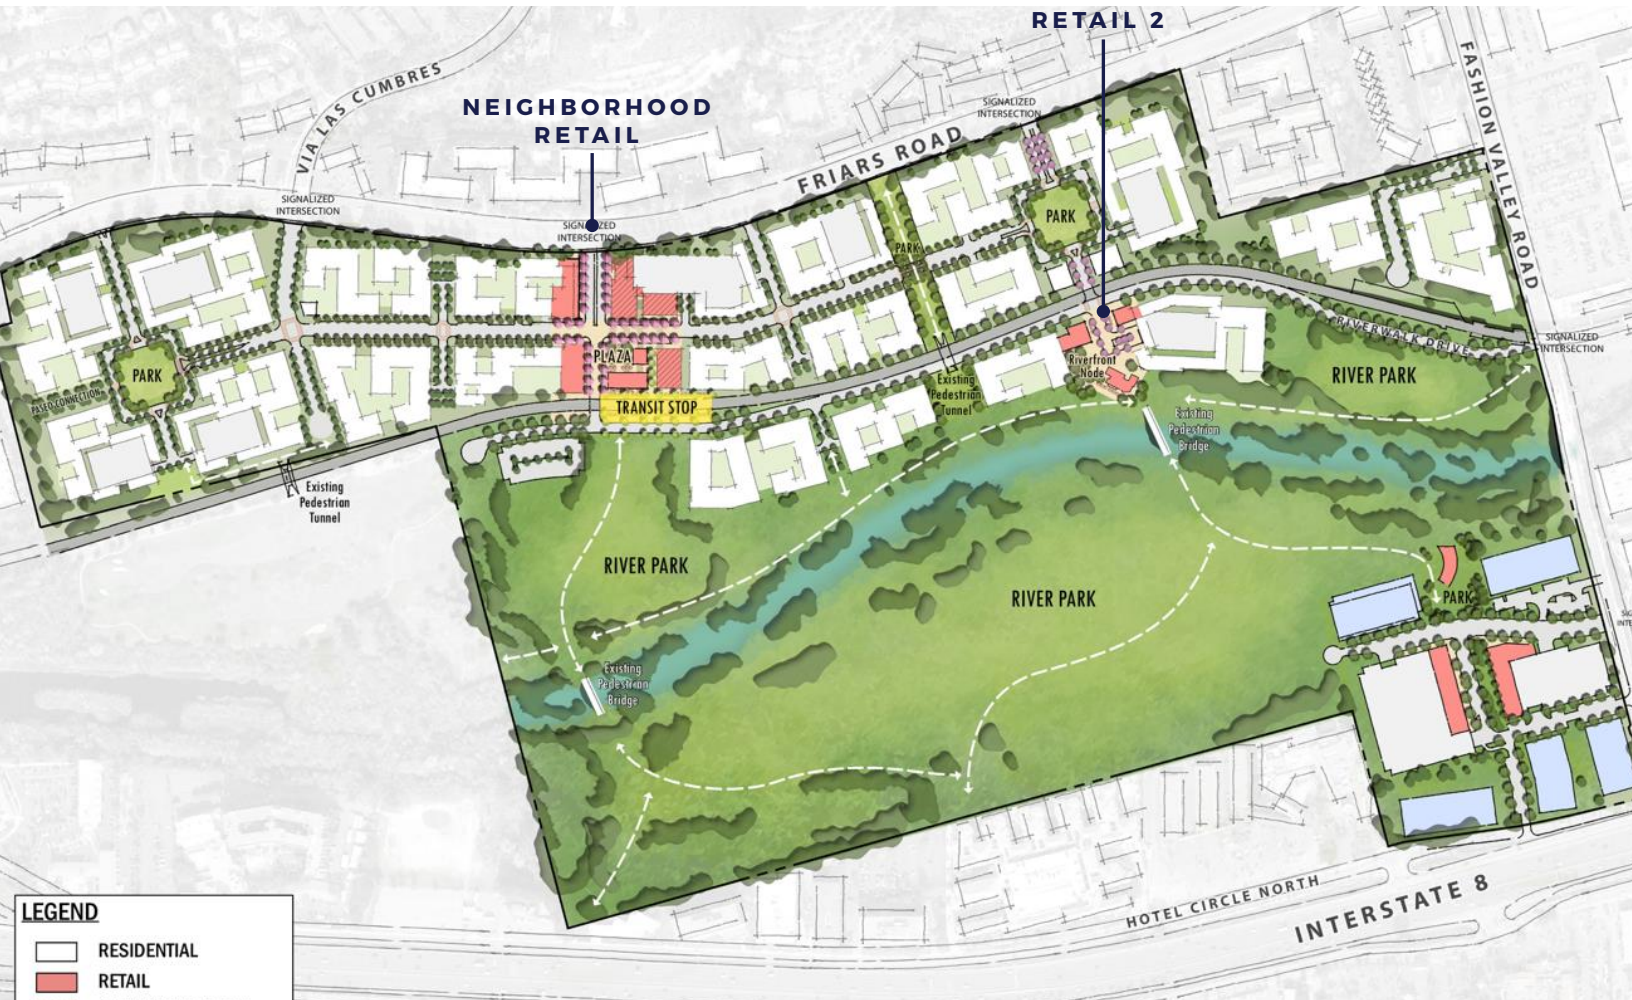 RETAIL 2
NEIGHBORHOOD
RETAIL
VIA LAS CUMBRES
FRIARS ROAD
FASHION VALLEY ROAD
SIGNALIZED
INTERSECTION
SIGNALIZED
INTERSECTION
SIGNALIZED
INTERSECTION
PARK
PARK
RIVERWALK DRIVE
SIGNALIZED
INTERSECTION
PLAZA
Riverfront
Node
PARK
PASEO CONNECTION
Existing
Pedestrian
Tunnel
RIVER PARK
TRANSIT STOP
Existing
Pedestrian
Bridge
Existing
Pedestrian
Tunnel
RIVER PARK
RIVER PARK
PARK
Existing
Pedestrian
Bridge
HOTEL CIRCLE NORTH
INTERSTATE 8
LEGEND
RESIDENTIAL
RETAIL